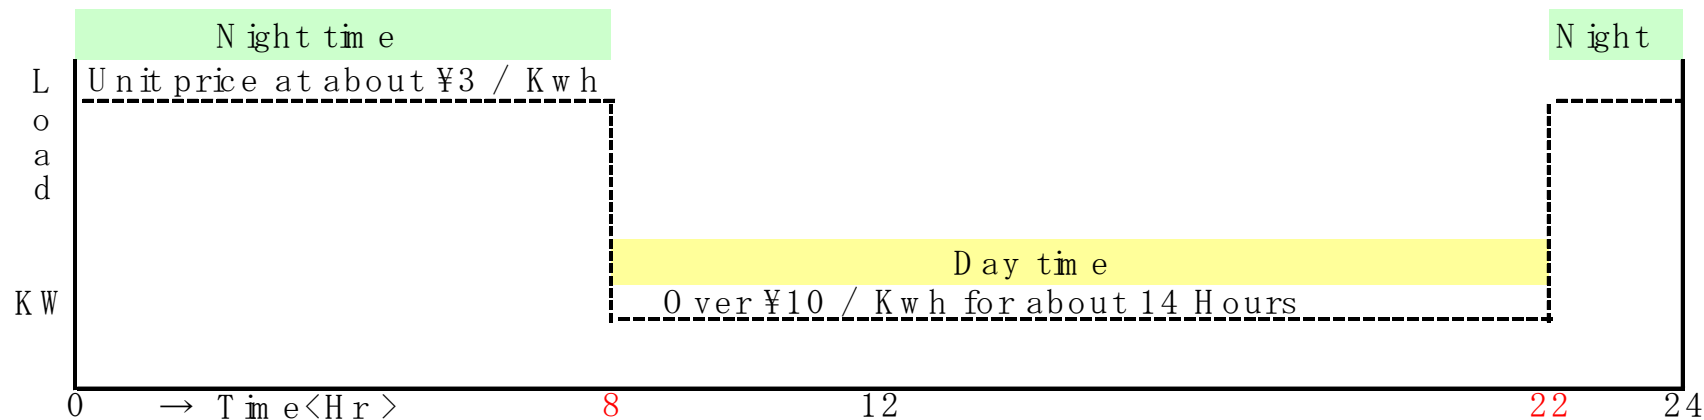 Night time
Night
Unit price at about ¥3 / Kwh
Load
Day time
KW
Over ¥10 / Kwh for about 14 Hours
0 → Time<Hr> 8 12 22 24